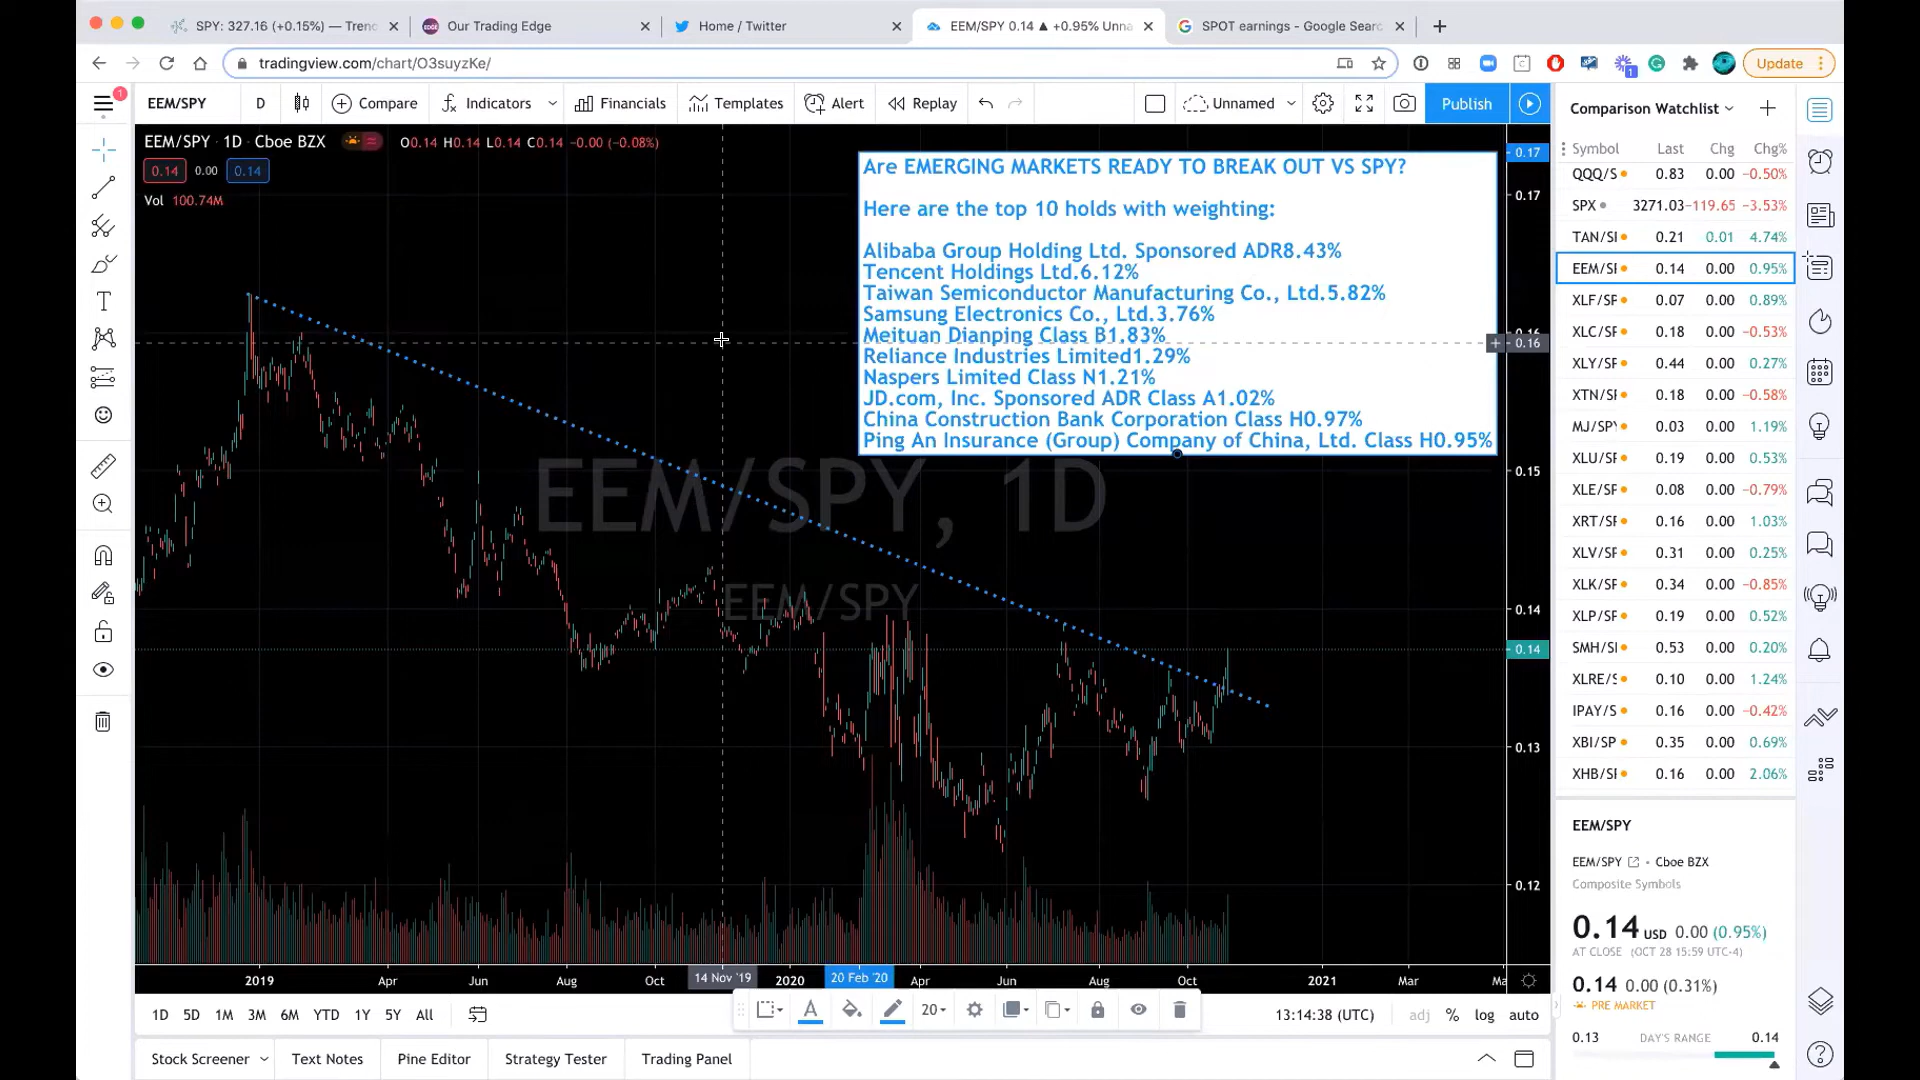 SPY: 327.16 (+0.15%) — Tren
Our Trading Edge
Home / Twitter
EEM/SPY 0.14 ▲ +0.95% Unna
SPOT earnings - Google Searc
tradingview.com/chart/O3suyzKe/
Update
1
1
EEM/SPY
D
Compare
Indicators
Financials
Templates
Alert
Replay
Unnamed
Publish
Comparison Watchlist
EEM/SPY · 1D · Cboe BZX
O0.14 H0.14 L0.14 C0.14 −0.00 (−0.08%)
0.14 0.00 0.14
Vol 100.74M
Are EMERGING MARKETS READY TO BREAK OUT VS SPY?
Here are the top 10 holds with weighting:
Alibaba Group Holding Ltd. Sponsored ADR8.43%
Tencent Holdings Ltd.6.12%
Taiwan Semiconductor Manufacturing Co., Ltd.5.82%
Samsung Electronics Co., Ltd.3.76%
Meituan Dianping Class B1.83%
Reliance Industries Limited1.29%
Naspers Limited Class N1.21%
JD.com, Inc. Sponsored ADR Class A1.02%
China Construction Bank Corporation Class H0.97%
Ping An Insurance (Group) Company of China, Ltd. Class H0.95%
EEM/SPY, 1D
EEM/SPY
0.17
0.17
0.16
0.16
0.15
0.14
0.14
0.13
0.12
2019 Apr Jun Aug Oct 14 Nov '19 2020 20 Feb '20 Apr Jun Aug Oct 2021 Mar Ma
1D 5D 1M 3M 6M YTD 1Y 5Y All
20
13:14:38 (UTC)
adj % log auto
Stock Screener
Text Notes
Pine Editor
Strategy Tester
Trading Panel
Symbol Last Chg Chg%
QQQ/S 0.83 0.00 −0.50%
SPX 3271.03 −119.65 −3.53%
TAN/SI 0.21 0.01 4.74%
EEM/SF 0.14 0.00 0.95%
XLF/SP 0.07 0.00 0.89%
XLC/SP 0.18 0.00 −0.53%
XLY/SP 0.44 0.00 0.27%
XTN/SP 0.18 0.00 −0.58%
MJ/SPY 0.03 0.00 1.19%
XLU/SP 0.19 0.00 0.53%
XLE/SP 0.08 0.00 −0.79%
XRT/SP 0.16 0.00 1.03%
XLV/SP 0.31 0.00 0.25%
XLK/SP 0.34 0.00 −0.85%
XLP/SP 0.19 0.00 0.52%
SMH/SI 0.53 0.00 0.20%
XLRE/S 0.10 0.00 1.24%
IPAY/S 0.16 0.00 −0.42%
XBI/SP 0.35 0.00 0.69%
XHB/SI 0.16 0.00 2.06%
EEM/SPY
EEM/SPY • Cboe BZX
Composite Symbols
0.14 USD 0.00 (0.95%)
AT CLOSE (OCT 28 15:59 UTC-4)
0.14 0.00 (0.31%)
PRE MARKET
0.13 DAY'S RANGE 0.14